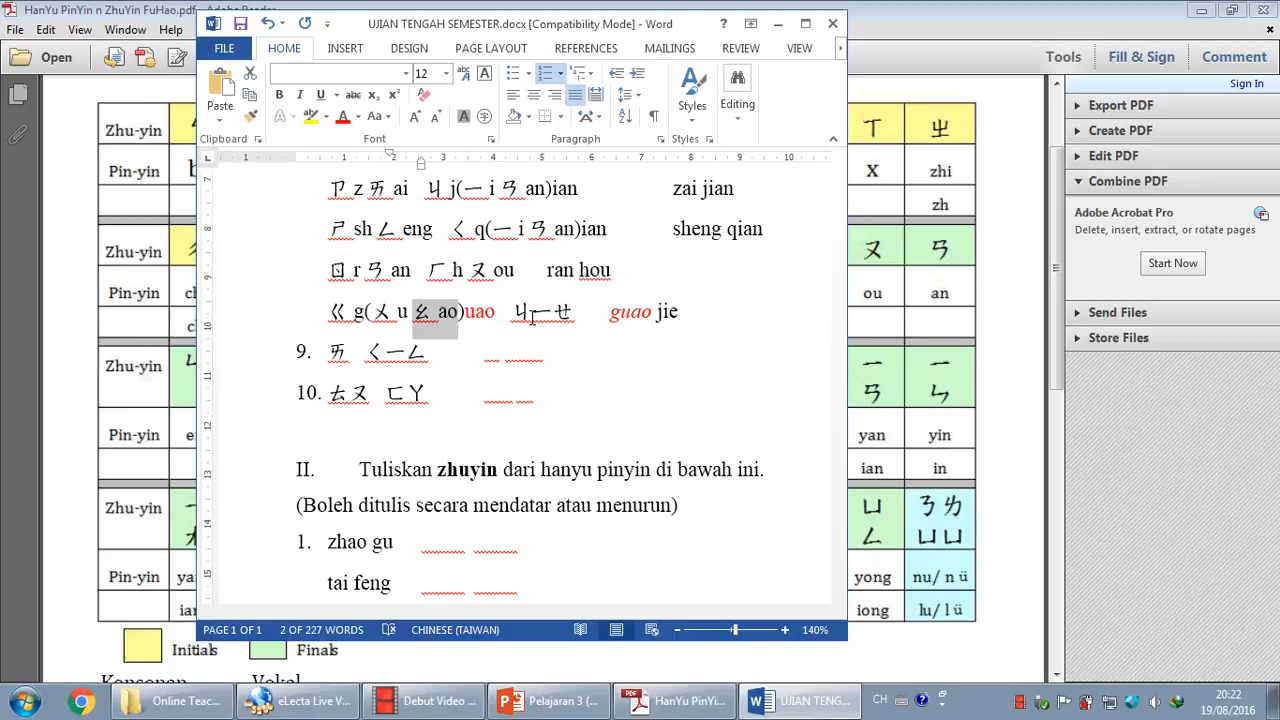 HanYu PinYin n ZhuYin FuHao.pdf - Adobe Reader
File Edit View Window Help
Open
Tools Fill & Sign Comment
Sign In
Export PDF
Create PDF
Edit PDF
Combine PDF
Adobe Acrobat Pro
Delete, insert, extract, or rotate pages
Start Now
Send Files
Store Files
UJIAN TENGAH SEMESTER.docx [Compatibility Mode] - Word
FILE HOME INSERT DESIGN PAGE LAYOUT REFERENCES MAILINGS REVIEW VIEW
Paste
12
Styles
Editing
Clipboard Font Paragraph Styles
ㄗ z ㄞ ai ㄐ j(ㄧ i ㄢ an)ian zai jian
ㄕ sh ㄥ eng ㄑ q(ㄧ i ㄢ an)ian sheng qian
ㄖ r ㄢ an ㄏ h ㄡ ou ran hou
ㄍ g(ㄨ u ㄠ ao)uao ㄐㄧㄝ guao jie
9. ㄞ ㄑㄧㄥ
10. ㄊㄡ ㄈㄚ
II. Tuliskan zhuyin dari hanyu pinyin di bawah ini.
(Boleh ditulis secara mendatar atau menurun)
1. zhao gu
tai feng
PAGE 1 OF 1 2 OF 227 WORDS CHINESE (TAIWAN) 140%
Zhu-yin ㄒ ㄓ
Pin-yin x zhi
zh
Zhu-yin ㄡ ㄢ
Pin-yin ou an
Zhu-yin ㄧㄢ ㄧㄣ
Pin-yin yan yin
ian in
Zhu-yin ㄩㄥ ㄋㄩ ㄌㄩ
Pin-yin yong nu/ n ü
iong lu/ l ü
Initials Finals
Konsonan Vokal
Online Teac... eLecta Live V... Debut Video ... Pelajaran 3 (... HanYu PinYi... UJIAN TENG... CH 20:22
19/08/2016